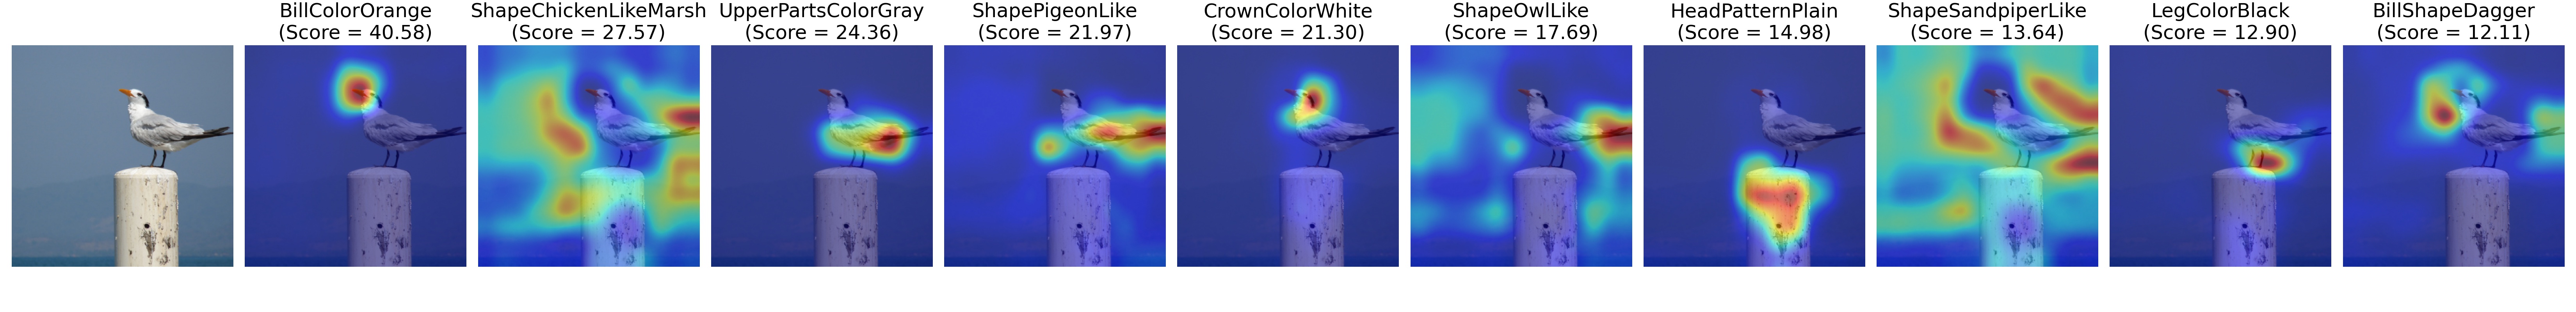 BillColorOrange
(Score = 40.58)
ShapeChickenLikeMarsh
(Score = 27.57)
UpperPartsColorGray
(Score = 24.36)
ShapePigeonLike
(Score = 21.97)
CrownColorWhite
(Score = 21.30)
ShapeOwlLike
(Score = 17.69)
HeadPatternPlain
(Score = 14.98)
ShapeSandpiperLike
(Score = 13.64)
LegColorBlack
(Score = 12.90)
BillShapeDagger
(Score = 12.11)